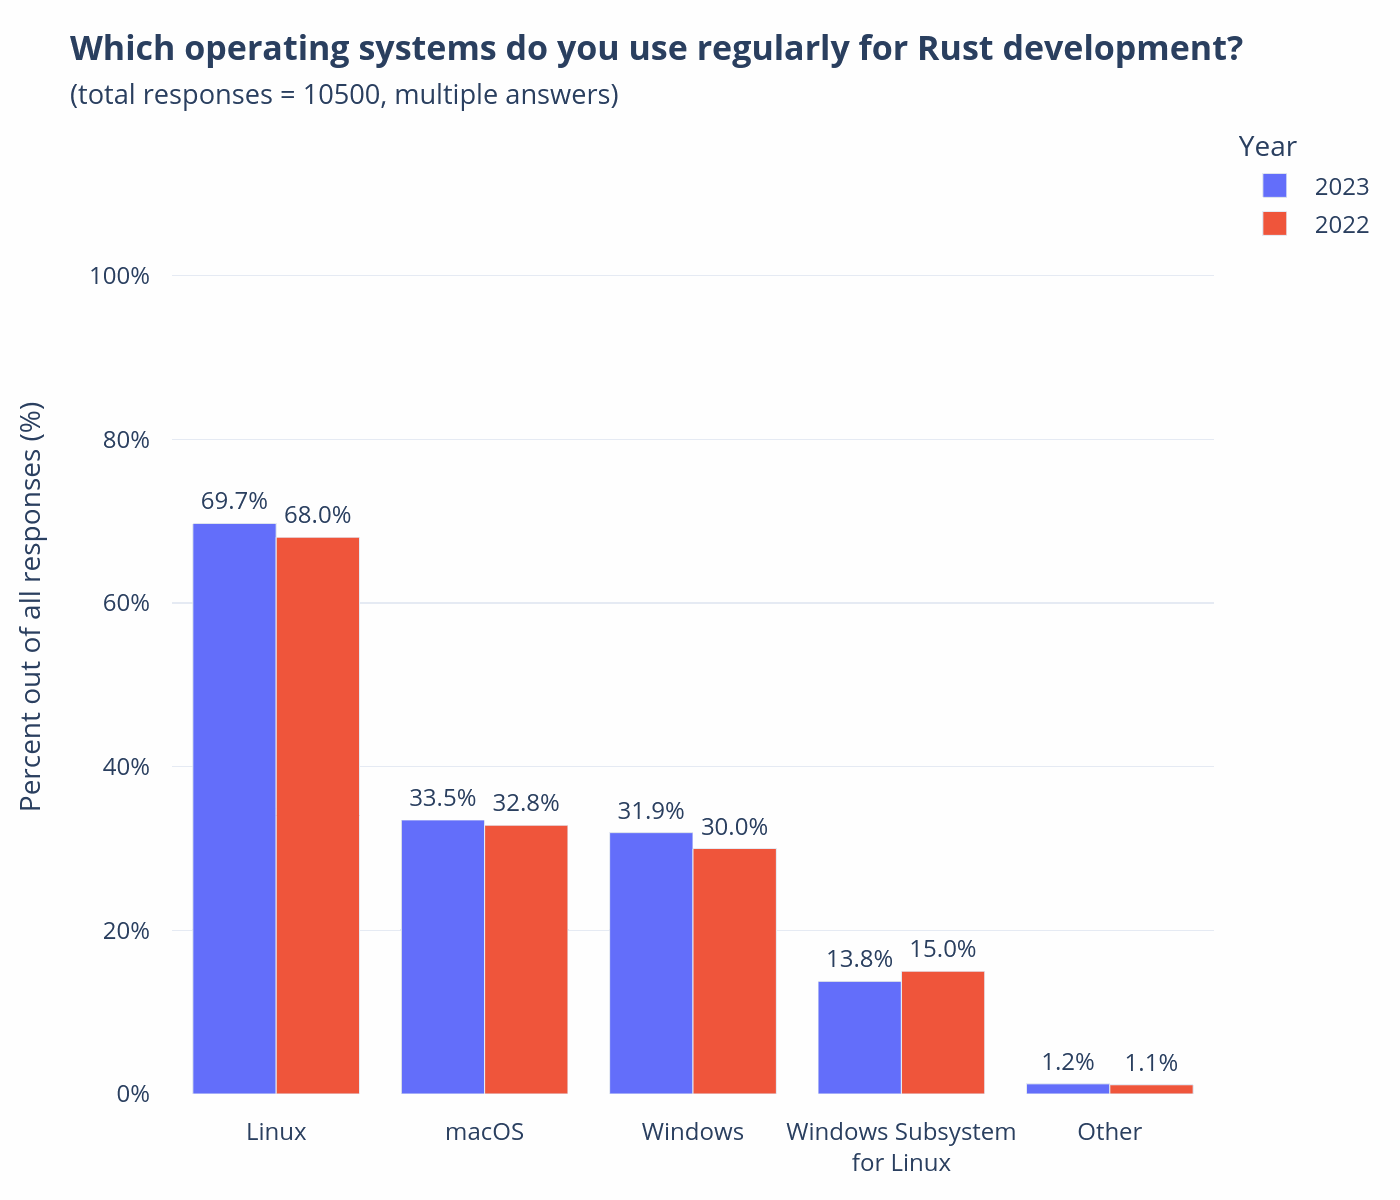 Which operating systems do you use regularly for Rust development?
(total responses = 10500, multiple answers)
Year
2023
2022
Percent out of all responses (%)
100%
80%
60%
40%
20%
0%
69.7%
68.0%
33.5%
32.8%
31.9%
30.0%
13.8%
15.0%
1.2%
1.1%
Linux
macOS
Windows
Windows Subsystem
for Linux
Other